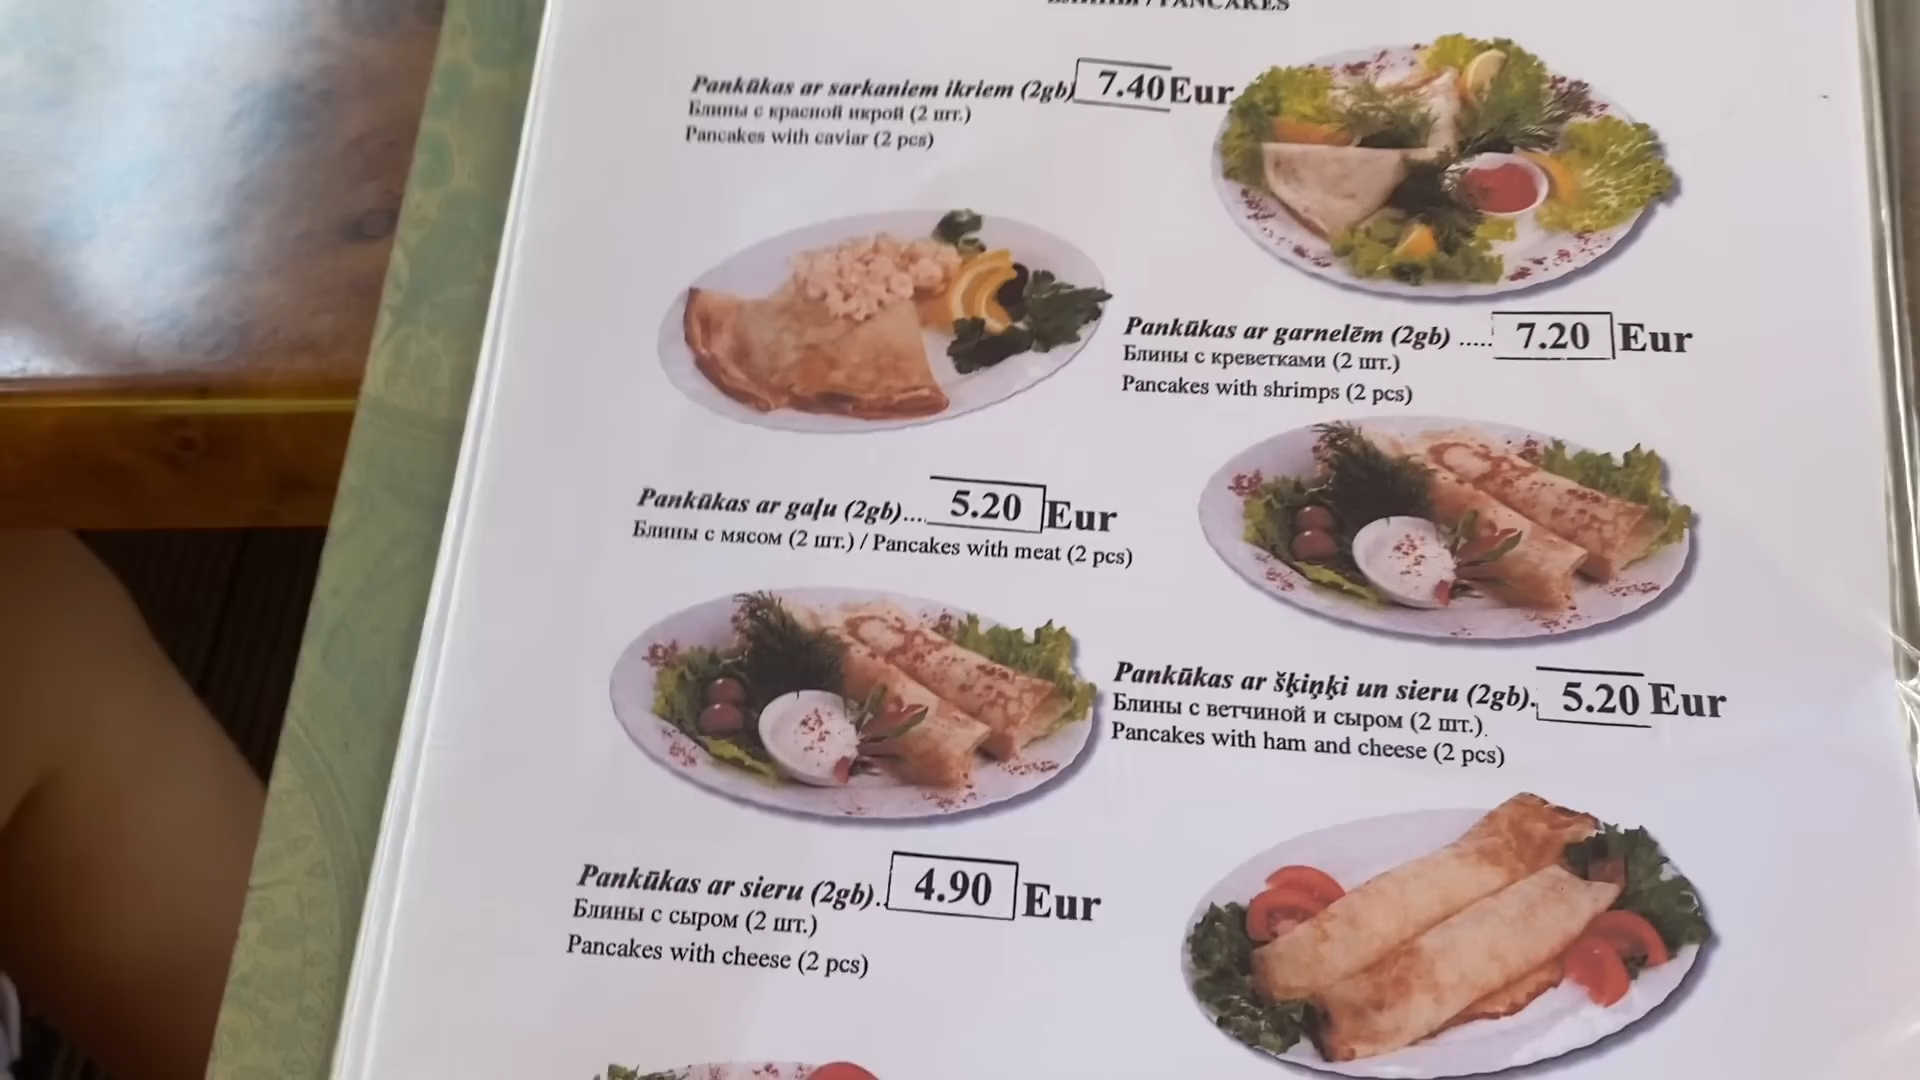 PANCAKES
Pankūkas ar sarkaniem ikriem (2gb) 7.40 Eur
Блины с красной икрой (2 шт.)
Pancakes with caviar (2 pcs)
Pankūkas ar garnelēm (2gb) ..... 7.20 Eur
Блины с креветками (2 шт.)
Pancakes with shrimps (2 pcs)
Pankūkas ar gaļu (2gb).... 5.20 Eur
Блины с мясом (2 шт.) / Pancakes with meat (2 pcs)
Pankūkas ar šķiņķi un sieru (2gb). 5.20 Eur
Блины с ветчиной и сыром (2 шт.).
Pancakes with ham and cheese (2 pcs)
Pankūkas ar sieru (2gb).. 4.90 Eur
Блины с сыром (2 шт.)
Pancakes with cheese (2 pcs)